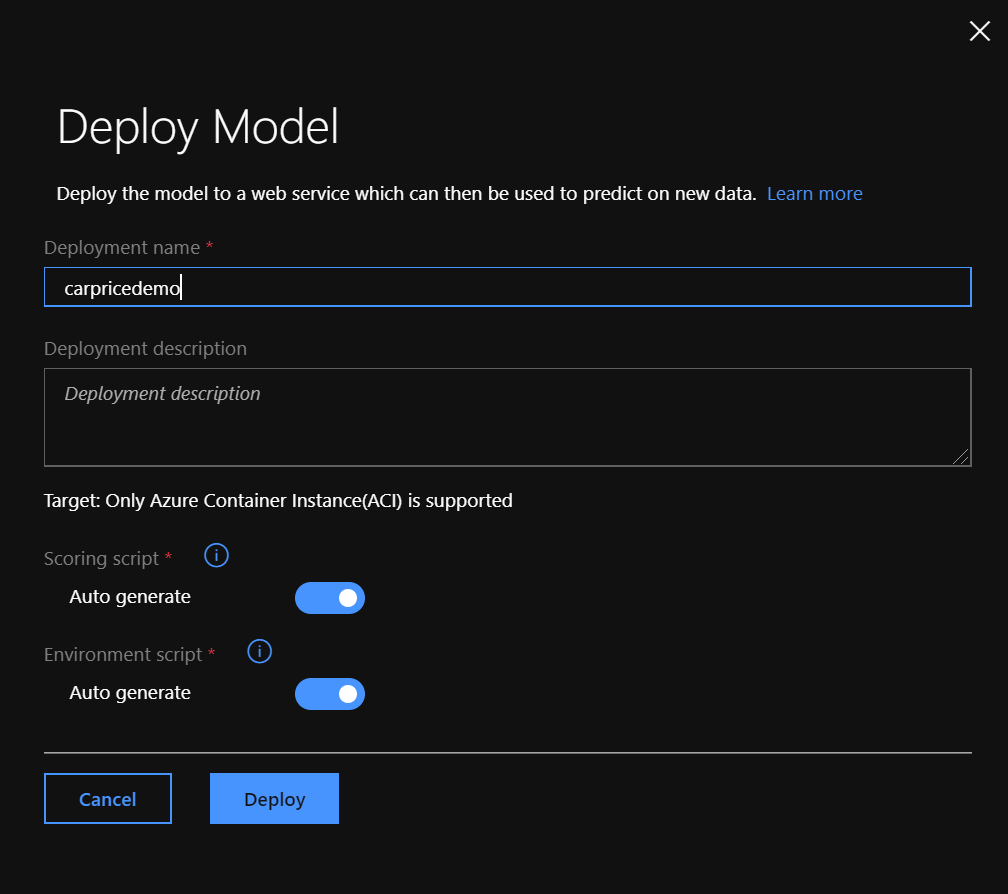 Deploy Model
Deploy the model to a web service which can then be used to predict on new data. Learn more
Deployment name *
carpricedemo
Deployment description
Deployment description
Target: Only Azure Container Instance(ACI) is supported
Scoring script * i
Auto generate
Environment script * i
Auto generate
Cancel Deploy